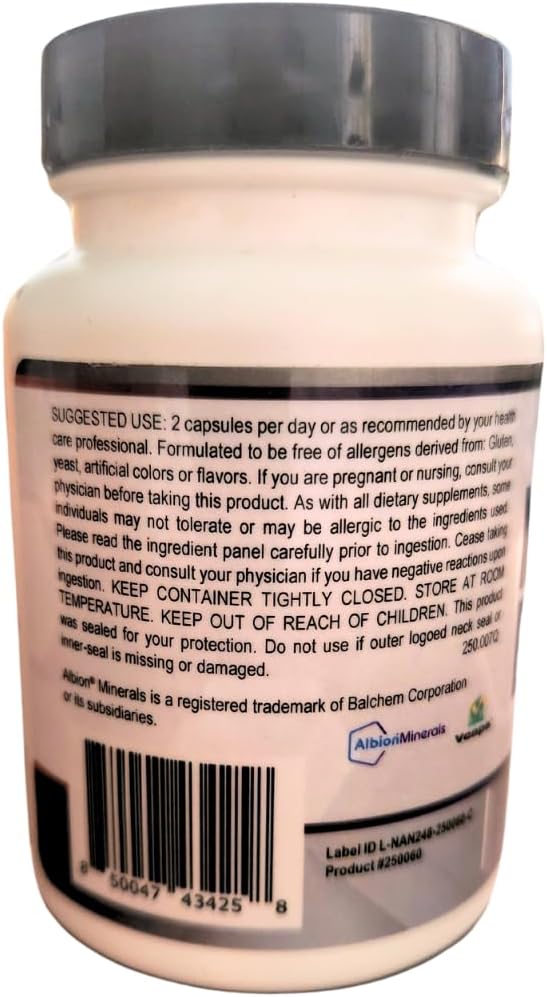 SUGGESTED USE: 2 capsules per day or as recommended by your health
care professional. Formulated to be free of allergens derived from: Gluten,
yeast, artificial colors or flavors. If you are pregnant or nursing, consult your
physician before taking this product. As with all dietary supplements, some
individuals may not tolerate or may be allergic to the ingredients used.
Please read the ingredient panel carefully prior to ingestion. Cease taking
this product and consult your physician if you have negative reactions upon
ingestion. KEEP CONTAINER TIGHTLY CLOSED. STORE AT ROOM
TEMPERATURE. KEEP OUT OF REACH OF CHILDREN. This product
was sealed for your protection. Do not use if outer logoed neck seal or
inner-seal is missing or damaged.
Albion® Minerals is a registered trademark of Balchem Corporation
or its subsidiaries.
AlbionMinerals
Vcaps
Label ID L-NAN248-250060-C
Product #250060
8 50047 43425 8